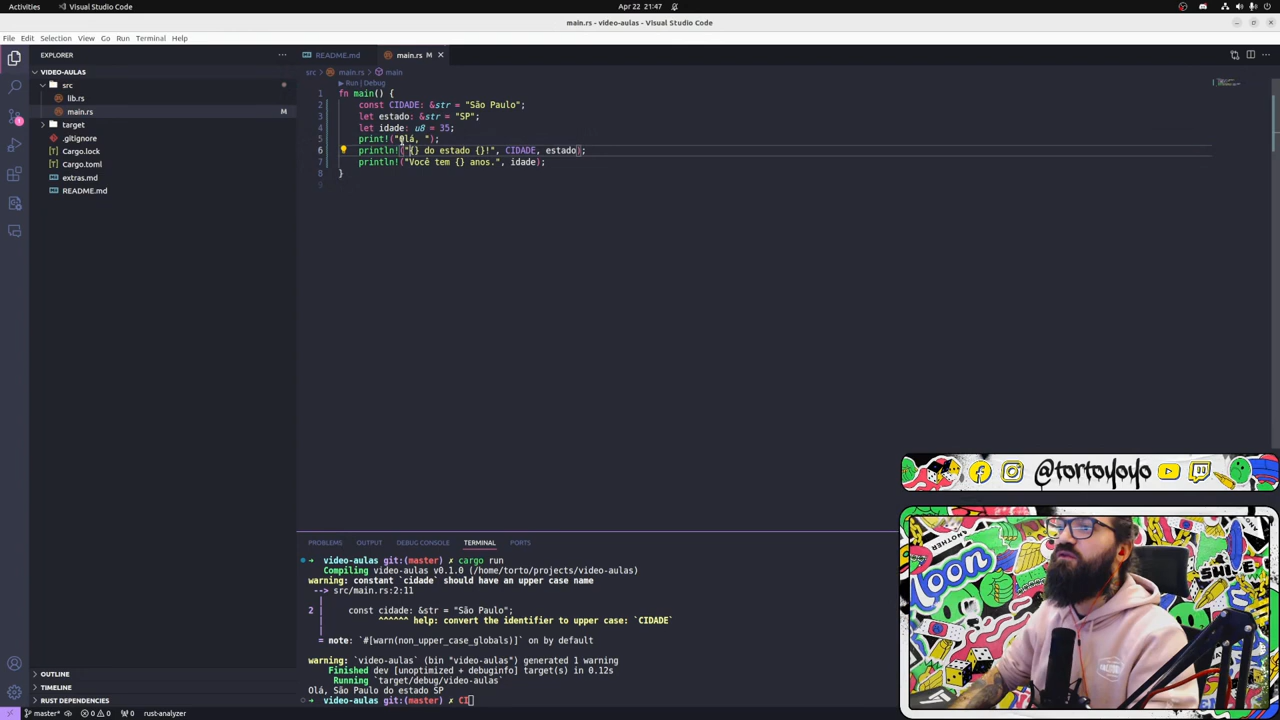 Activities
Visual Studio Code
Apr 22 21:47
main.rs - video-aulas - Visual Studio Code
File Edit Selection View Go Run Terminal Help
EXPLORER
README.md
main.rs M
VIDEO-AULAS
src
lib.rs
main.rs M
target
.gitignore
Cargo.lock
Cargo.toml
extras.md
README.md
src main.rs main
Run | Debug
1 fn main() {
2 const CIDADE: &str = "São Paulo";
3 let estado: &str = "SP";
4 let idade: u8 = 35;
5 print!("Olá, ");
6 println!("{} do estado {}!", CIDADE, estado);
7 println!("Você tem {} anos.", idade);
8 }
9
@tortoyoyo
PROBLEMS OUTPUT DEBUG CONSOLE TERMINAL PORTS
➜ video-aulas git:(master) ✗ cargo run
Compiling video-aulas v0.1.0 (/home/torto/projects/video-aulas)
warning: constant `cidade` should have an upper case name
--> src/main.rs:2:11
|
2 | const cidade: &str = "São Paulo";
| ^^^^^^ help: convert the identifier to upper case: `CIDADE`
|
= note: `#[warn(non_upper_case_globals)]` on by default
warning: `video-aulas` (bin "video-aulas") generated 1 warning
Finished dev [unoptimized + debuginfo] target(s) in 0.12s
Running `target/debug/video-aulas`
Olá, São Paulo do estado SP
➜ video-aulas git:(master) ✗ CI
OUTLINE
TIMELINE
RUST DEPENDENCIES
master* 0 0 0 rust-analyzer
ANOTHER
SHINE